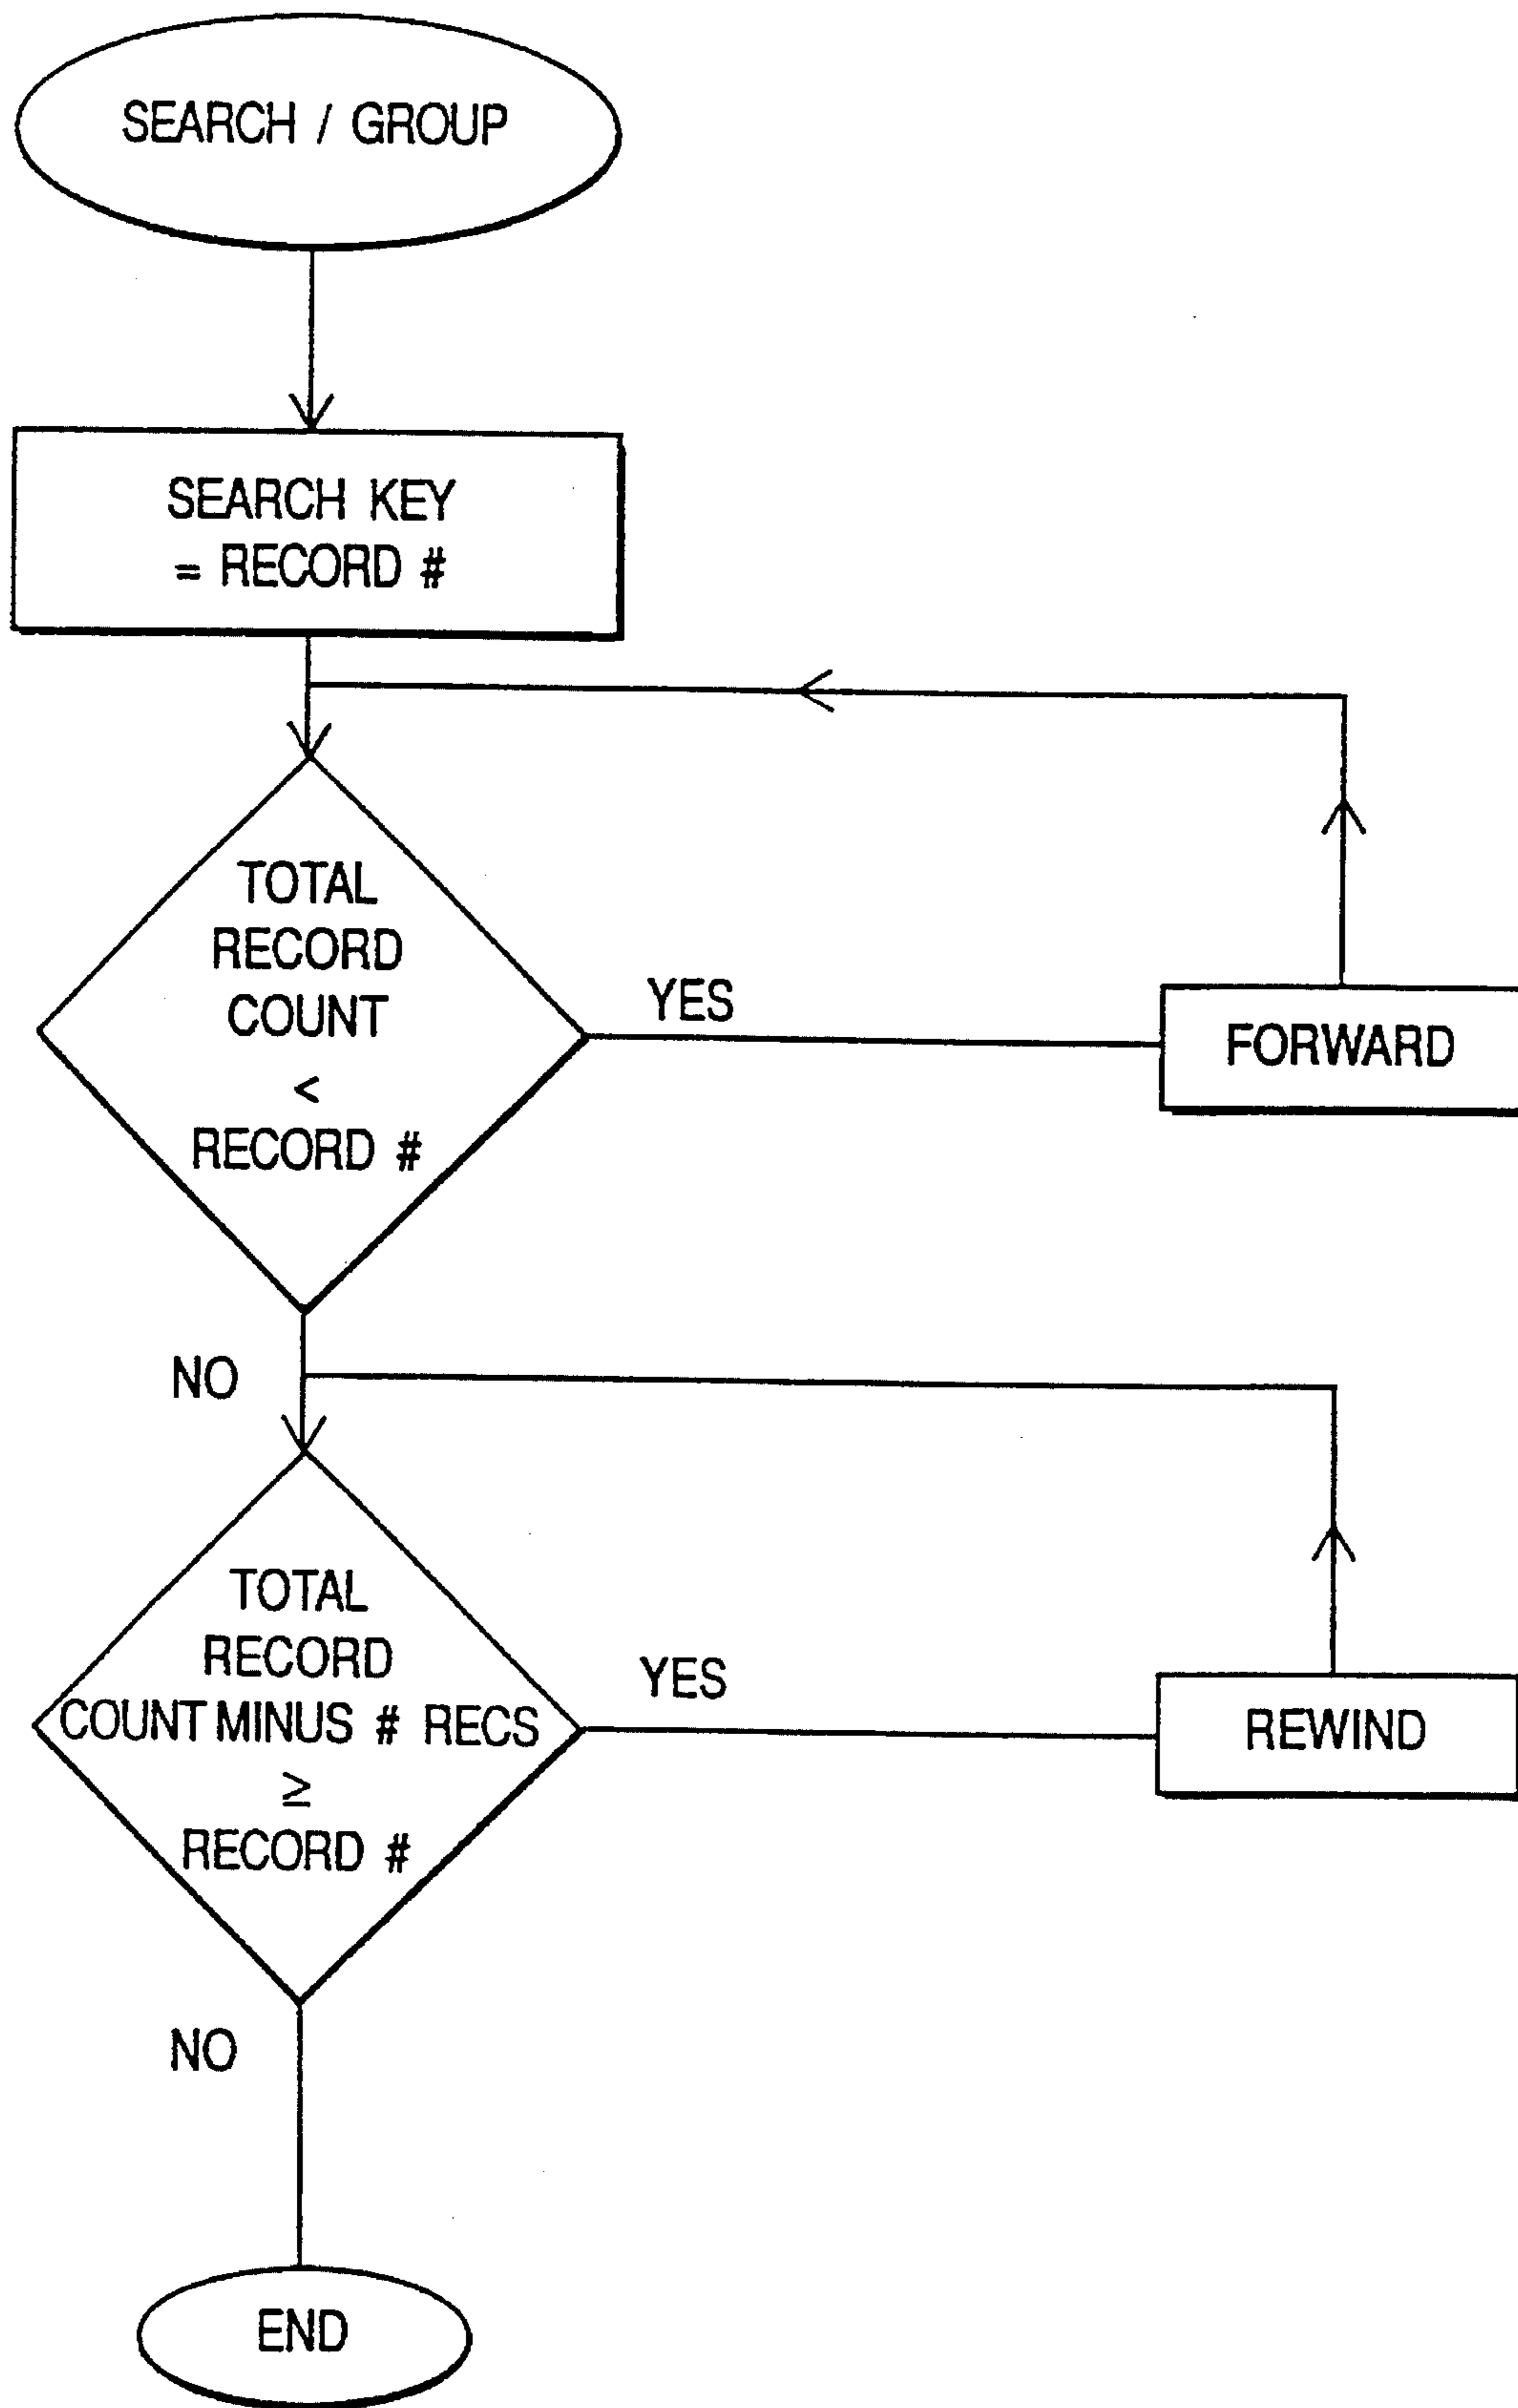 SEARCH / GROUP
SEARCH KEY
= RECORD #
TOTAL
RECORD
COUNT
<
RECORD #
YES
FORWARD
NO
TOTAL
RECORD
COUNT MINUS # RECS
≥
RECORD #
YES
REWIND
NO
END